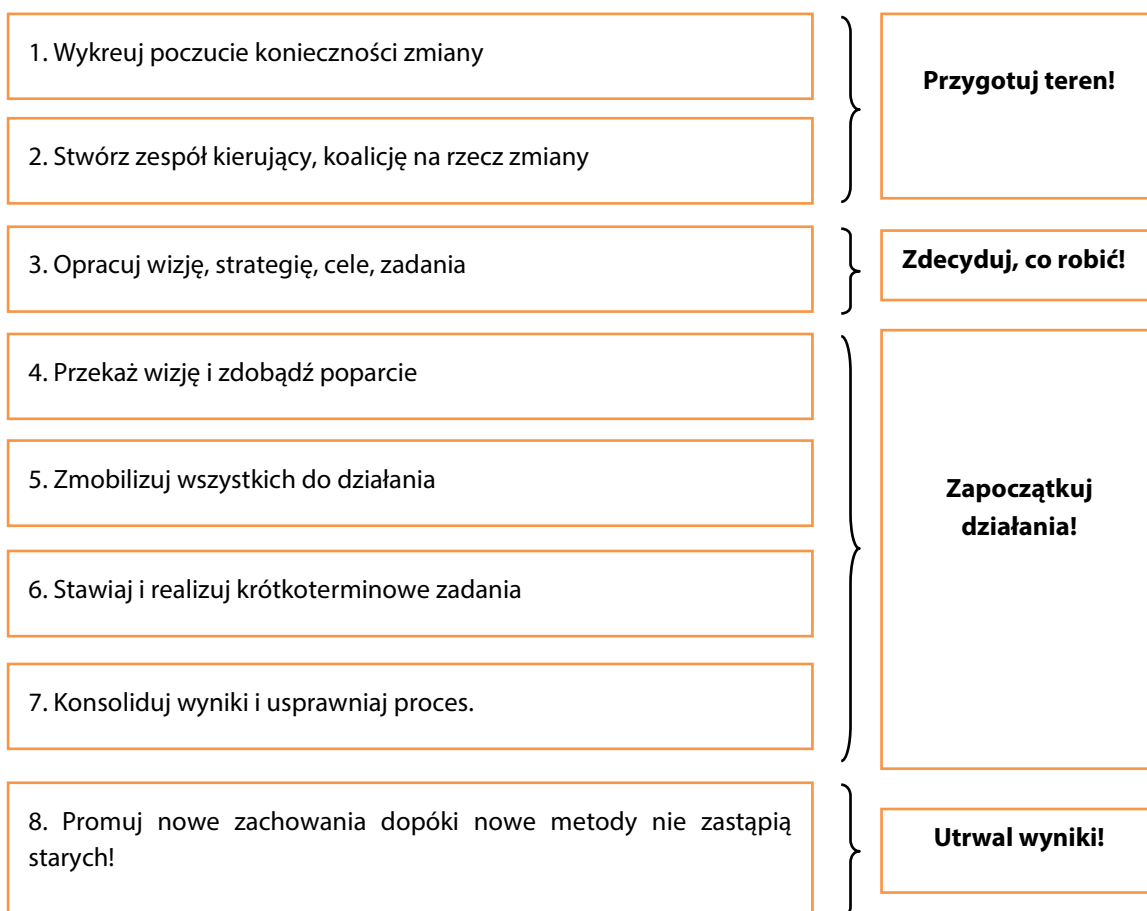 1. Wykreuj poczucie konieczności zmiany
2. Stwórz zespół kierujący, koalicję na rzecz zmiany
Przygotuj teren!
3. Opracuj wizję, strategię, cele, zadania
Zdecyduj, co robić!
4. Przekaż wizję i zdobądź poparcie
5. Zmobilizuj wszystkich do działania
6. Stawiaj i realizuj krótkoterminowe zadania
7. Konsoliduj wyniki i usprawniaj proces.
Zapoczątkuj
działania!
8. Promuj nowe zachowania dopóki nowe metody nie zastąpią
starych!
Utrwal wyniki!